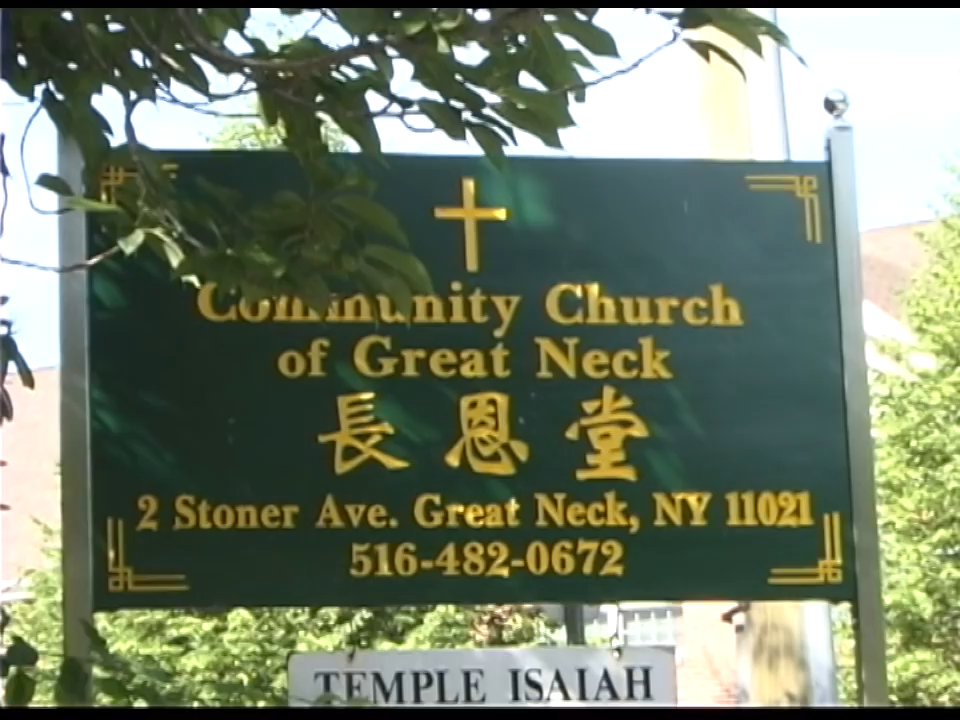 Community Church
of Great Neck
長恩堂
2 Stoner Ave. Great Neck, NY 11021
516-482-0672
TEMPLE ISAIAH